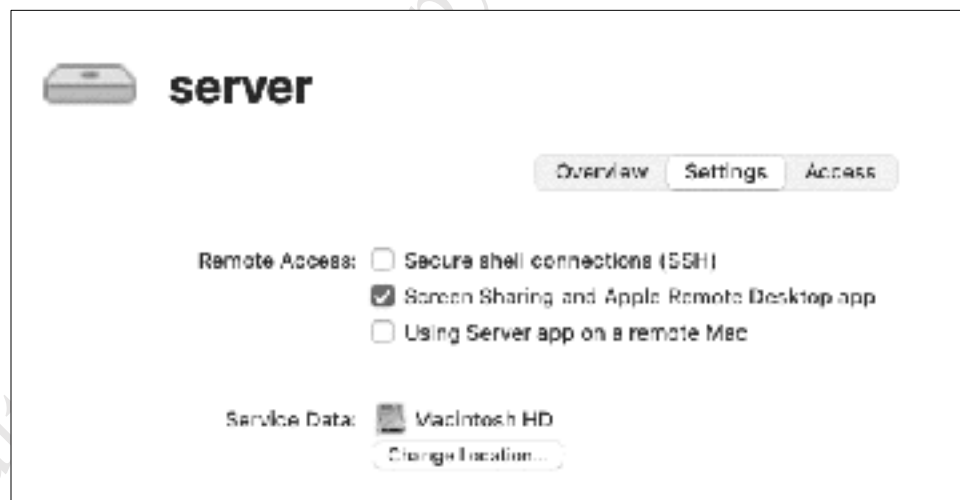 server
Overview Settings Access
Remote Access: Secure shell connections (SSH)
Screen Sharing and Apple Remote Desktop app
Using Server app on a remote Mac
Service Data: Macintosh HD
Change Location...